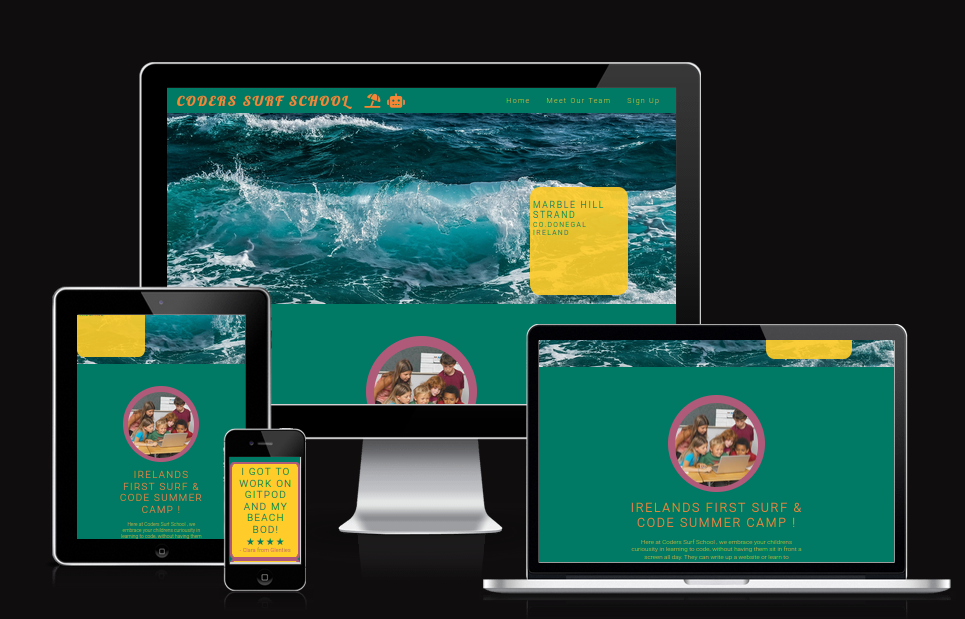 CODERS SURF SCHOOL
Home Meet Our Team Sign Up
MARBLE HILL
STRAND
CO.DONEGAL
IRELAND
IRELANDS
FIRST SURF &
CODE SUMMER
CAMP !
Here at Coders Surf School , we
embrace your childrens curiousity in
learning to code, without having them
I GOT TO
WORK ON
GITPOD
AND MY
BEACH
BOD!
★★★★
- Ciara from Glenties
IRELANDS FIRST SURF &
CODE SUMMER CAMP !
Here at Coders Surf School , we embrace your childrens
curiousity in learning to code, without having them sit in front a
screen all day. They can write up a website or learn to